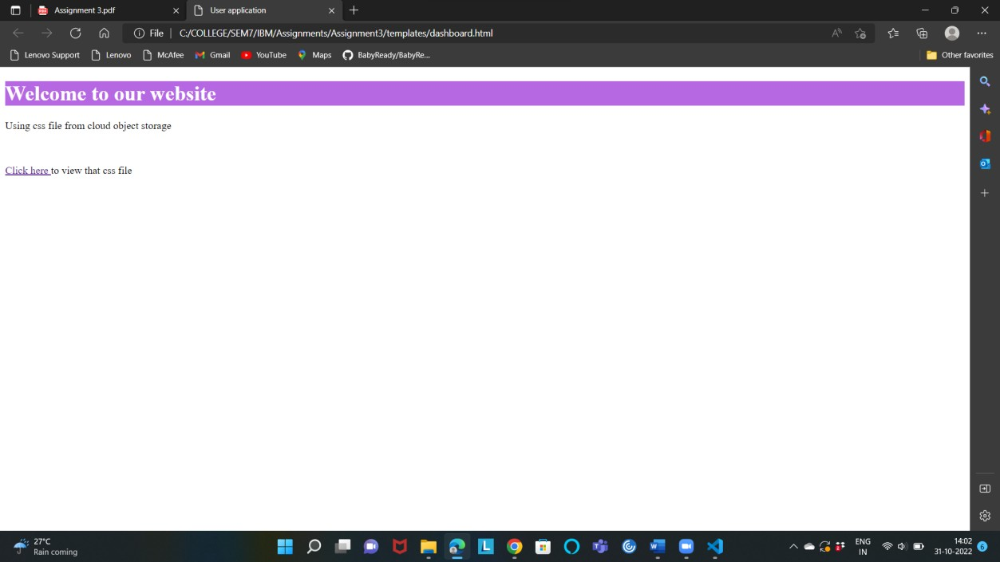 Assignment 3.pdf
User application
File
C:/COLLEGE/SEM7/IBM/Assignments/Assignment3/templates/dashboard.html
Lenovo Support
Lenovo
McAfee
Gmail
YouTube
Maps
BabyReady/BabyRe...
Other favorites
Welcome to our website
Using css file from cloud object storage
Click here to view that css file
27°C
Rain coming
ENG
IN
14:02
31-10-2022
6